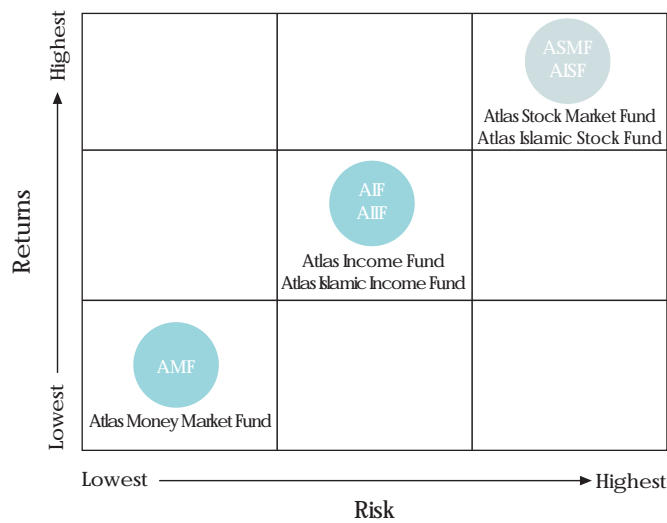 Highest
Returns
Lowest
ASMF
AISF
Atlas Stock Market Fund
Atlas Islamic Stock Fund
AIF
AIIF
Atlas Income Fund
Atlas Islamic Income Fund
AMF
Atlas Money Market Fund
Lowest
Highest
Risk